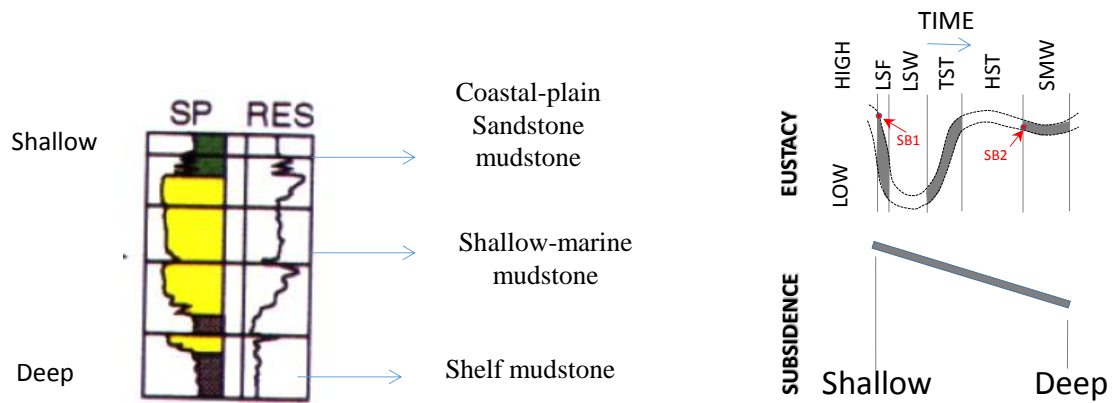 SP RES
Shallow
Deep
Coastal-plain
Sandstone
mudstone
Shallow-marine
mudstone
Shelf mudstone
TIME
HIGH
LSF
LSW
TST
HST
SMW
SB1
SB2
EUSTACY
LOW
SUBSIDENCE
Shallow
Deep